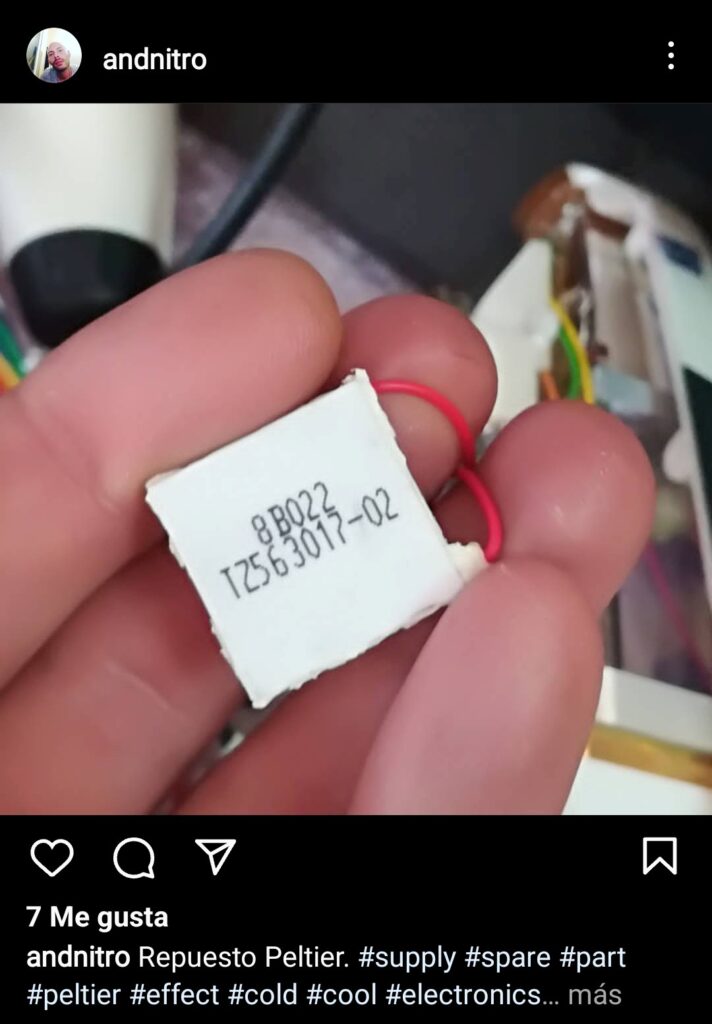 andnitro
8B022
TZ563017-02
7 Me gusta
andnitro Repuesto Peltier. #supply #spare #part
#peltier #effect #cold #cool #electronics... más